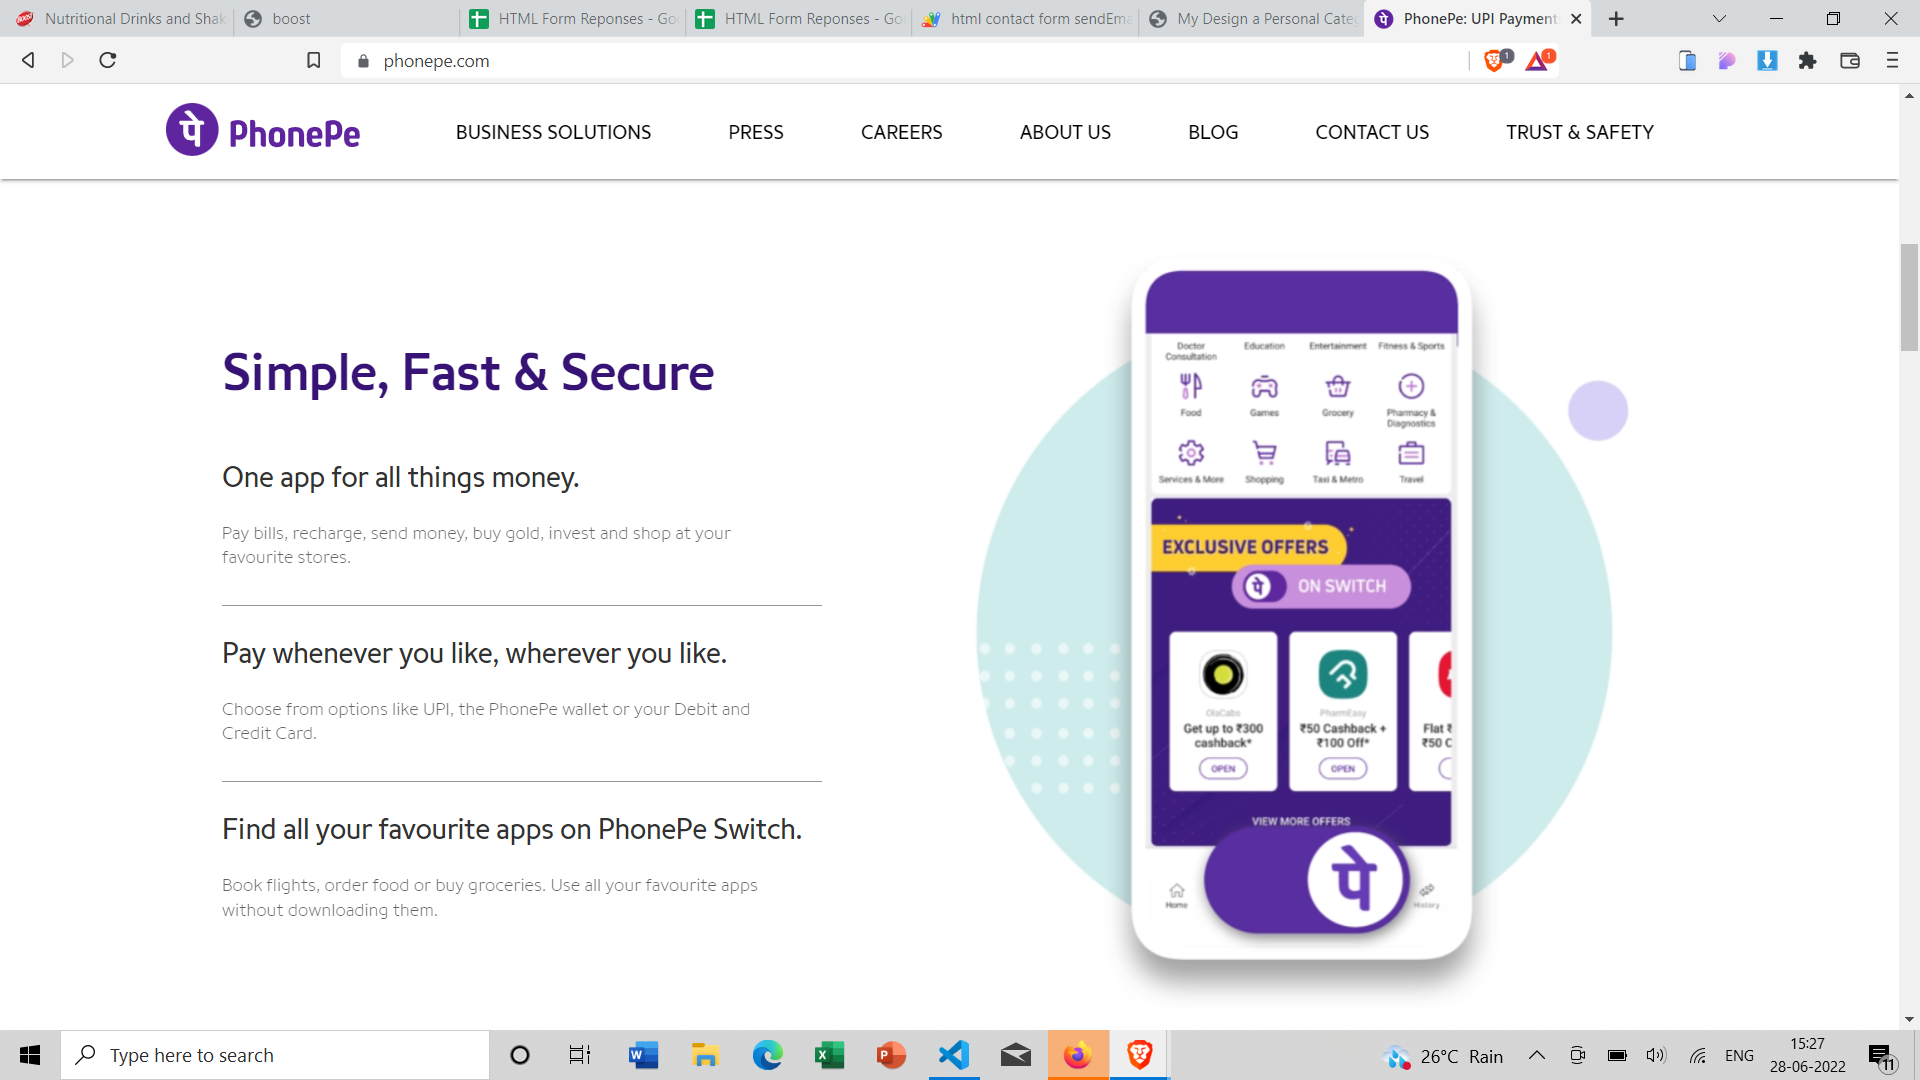 Nutritional Drinks and Shak
boost
HTML Form Reponses - Goo
HTML Form Reponses - Goo
html contact form sendEma
My Design a Personal Categ
PhonePe: UPI Payment
phonepe.com
1
1
पे PhonePe
BUSINESS SOLUTIONS
PRESS
CAREERS
ABOUT US
BLOG
CONTACT US
TRUST & SAFETY
Simple, Fast & Secure
One app for all things money.
Pay bills, recharge, send money, buy gold, invest and shop at your
favourite stores.
Pay whenever you like, wherever you like.
Choose from options like UPI, the PhonePe wallet or your Debit and
Credit Card.
Find all your favourite apps on PhonePe Switch.
Book flights, order food or buy groceries. Use all your favourite apps
without downloading them.
Doctor
Consultation
Education
Entertainment
Fitness & Sports
Food
Games
Grocery
Pharmacy &
Diagnostics
Services & More
Shopping
Taxi & Metro
Travel
EXCLUSIVE OFFERS
पे ON SWITCH
OlaCabs
Get up to ₹300
cashback*
OPEN
PharmEasy
₹50 Cashback +
₹100 Off*
OPEN
Flat ₹
₹50 C
VIEW MORE OFFERS
पे
Home
History
Type here to search
26°C Rain
ENG
15:27
28-06-2022
11